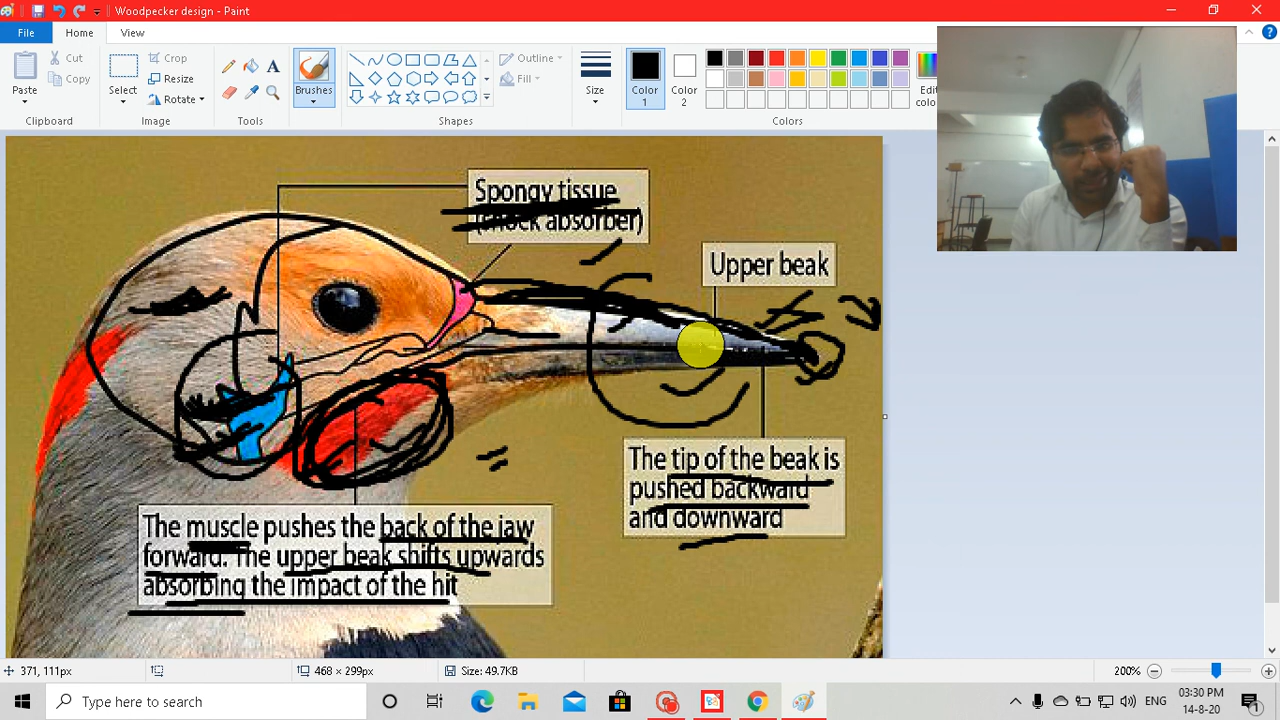 Woodpecker design - Paint
File
Home
View
Paste
Cut
Copy
Clipboard
Select
Crop
Resize
Rotate
Image
Tools
Brushes
Shapes
Outline
Fill
Size
Color
1
Color
2
Colors
Spongy tissue
(shock absorber)
Upper beak
The tip of the beak is
pushed backward
and downward
The muscle pushes the back of the jaw
forward. The upper beak shifts upwards
absorbing the impact of the hit
371, 111px
468 × 299px
Size: 49.7KB
200%
Type here to search
ENG
03:30 PM
14-8-20